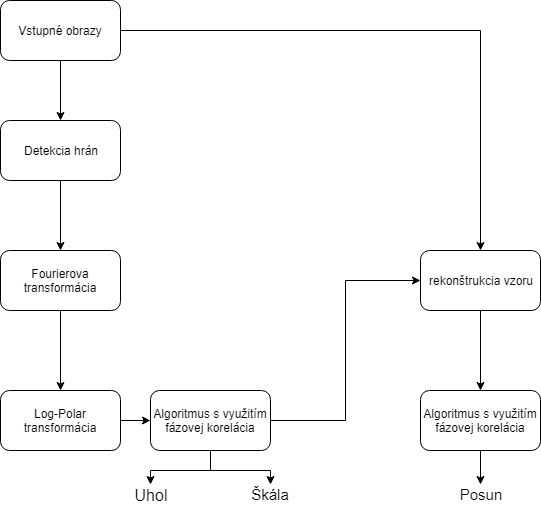 Vstupné obrazy
Detekcia hrán
Fourierova
transformácia
rekonštrukcia vzoru
Log-Polar
transformácia
Algoritmus s využitím
fázovej korelácia
Algoritmus s využitím
fázovej korelácia
Uhol
Škála
Posun